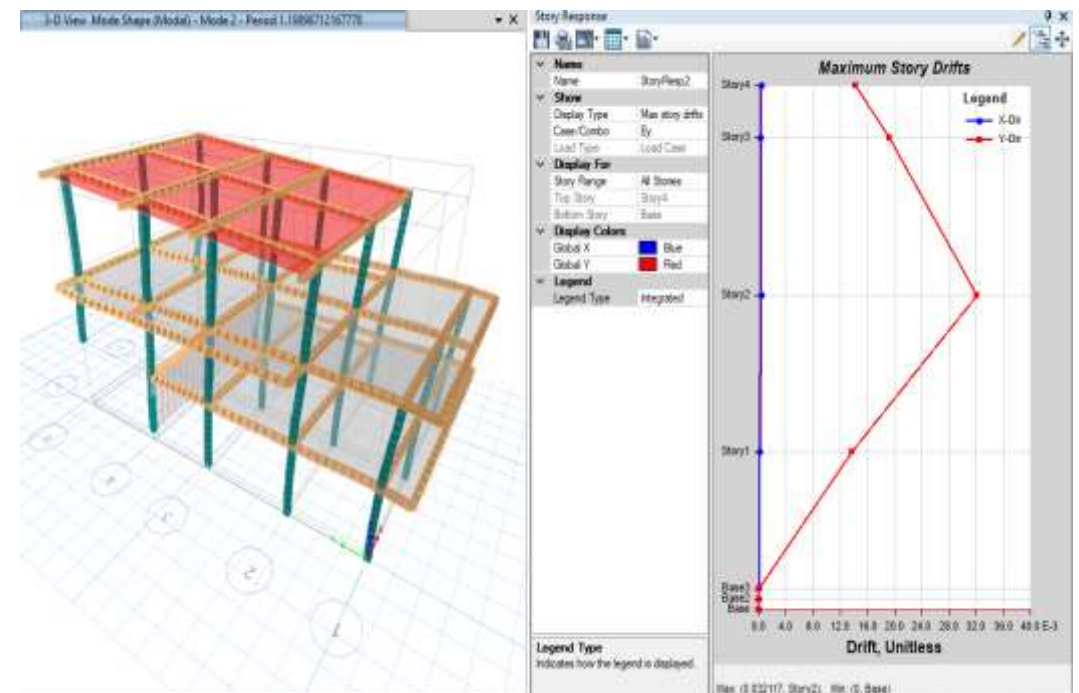 3-D View Mode Shape (Modal) - Mode 2 - Period 1.19898712167778
Story Response
Name
Name StoryResp2
Show
Display Type Max story drifts
Case/Combo Ey
Load Type Load Case
Display For
Story Range All Stories
Top Story Story4
Bottom Story Base
Display Colors
Global X Blue
Global Y Red
Legend
Legend Type Integrated
Legend Type
Indicates how the legend is displayed.
Maximum Story Drifts
Legend
X-Dir
Y-Dir
Story4
Story3
Story2
Story1
Base3
Base2
Base
0.0 4.0 8.0 12.0 16.0 20.0 24.0 28.0 32.0 36.0 40.0 E-3
Drift, Unitless
Max: (0.032117, Story2); Min: (0, Base)
3
2
1